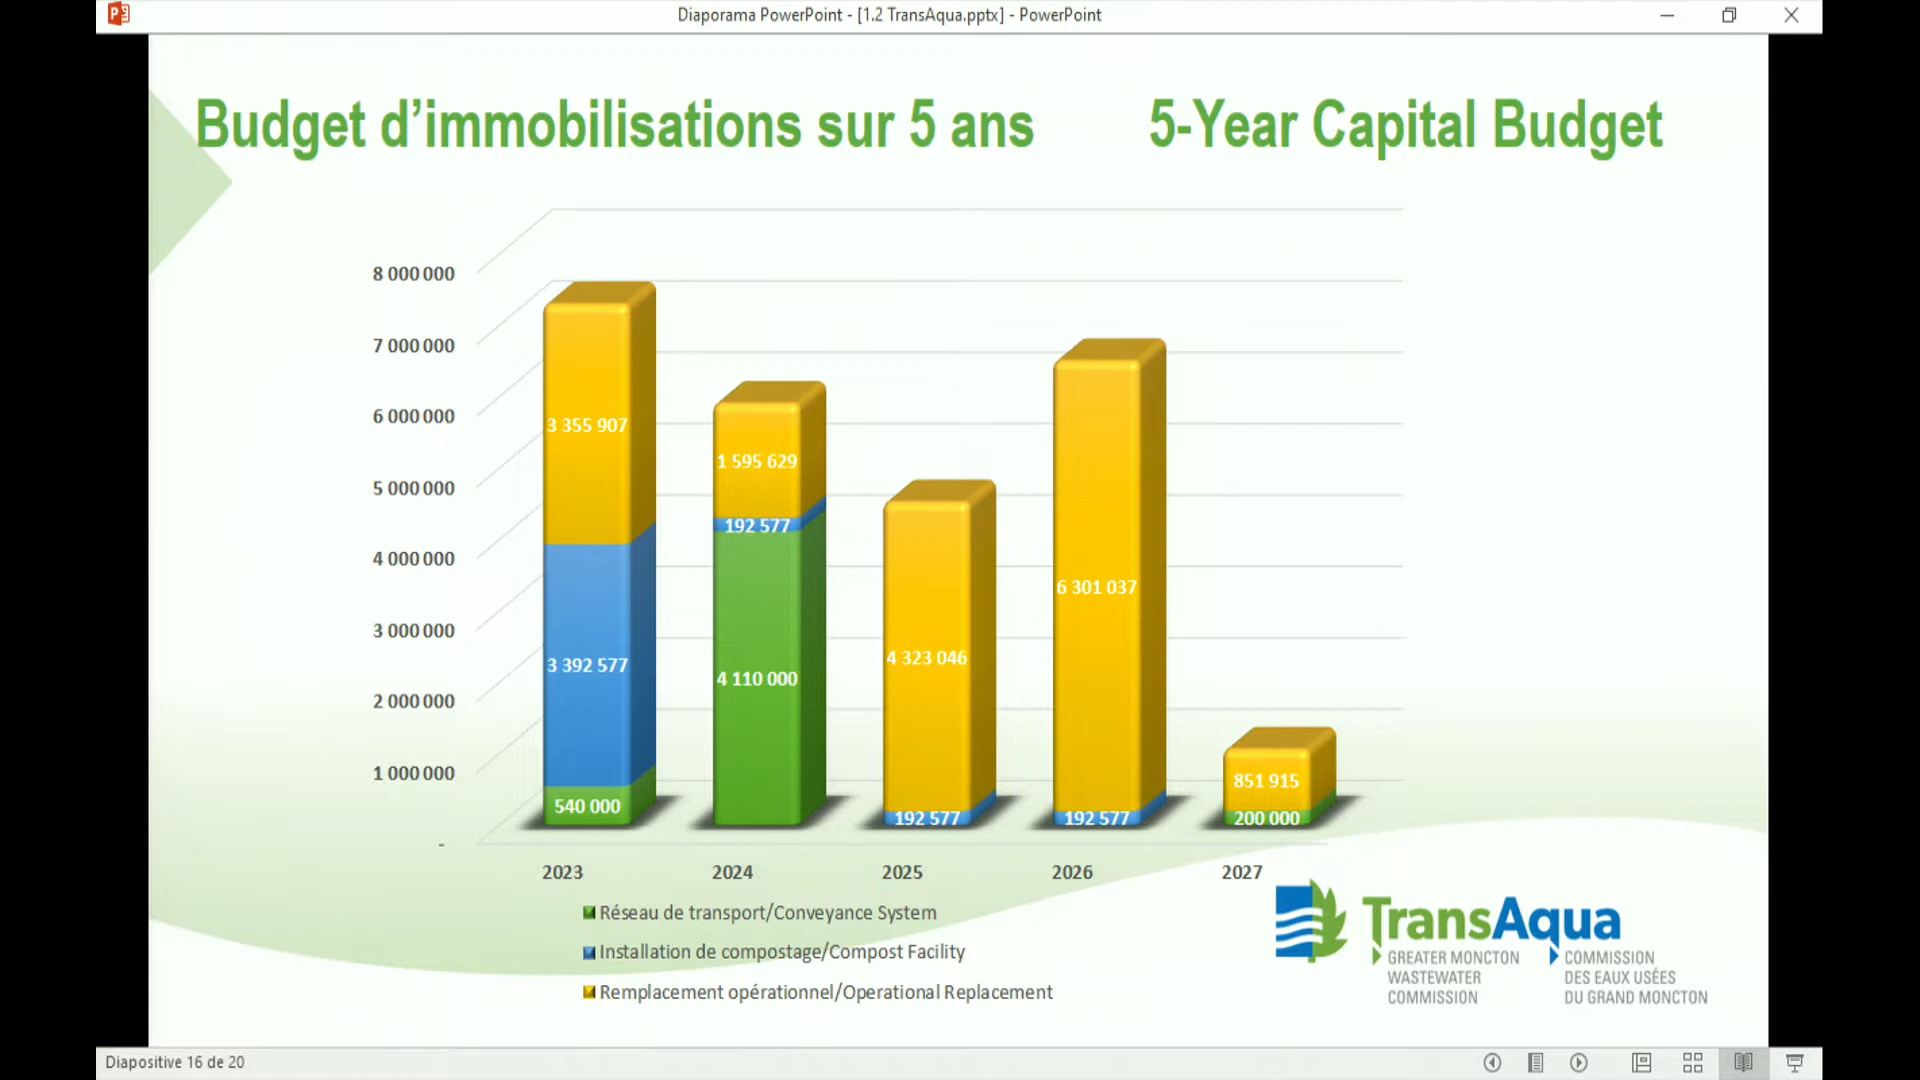 Diaporama PowerPoint - [1.2 TransAqua.pptx] - PowerPoint
Budget d’immobilisations sur 5 ans
5-Year Capital Budget
8 000 000
7 000 000
6 000 000
5 000 000
4 000 000
3 000 000
2 000 000
1 000 000
-
3 355 907
3 392 577
540 000
1 595 629
192 577
4 110 000
4 323 046
192 577
6 301 037
192 577
851 915
200 000
2023
2024
2025
2026
2027
Réseau de transport/Conveyance System
Installation de compostage/Compost Facility
Remplacement opérationnel/Operational Replacement
TransAqua
GREATER MONCTON
WASTEWATER
COMMISSION
COMMISSION
DES EAUX USÉES
DU GRAND MONCTON
Diapositive 16 de 20